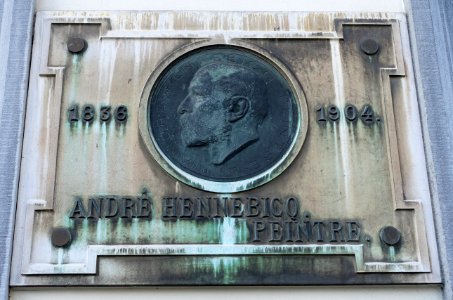 1836 1904.
ANDRÉ HENNEBICQ.
PEINTRE.